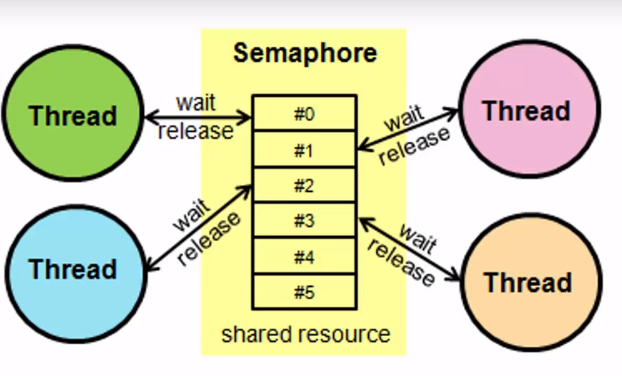 Semaphore
Thread
wait
release
#0
#1
#2
#3
#4
#5
wait
release
Thread
Thread
wait
release
wait
release
Thread
shared resource